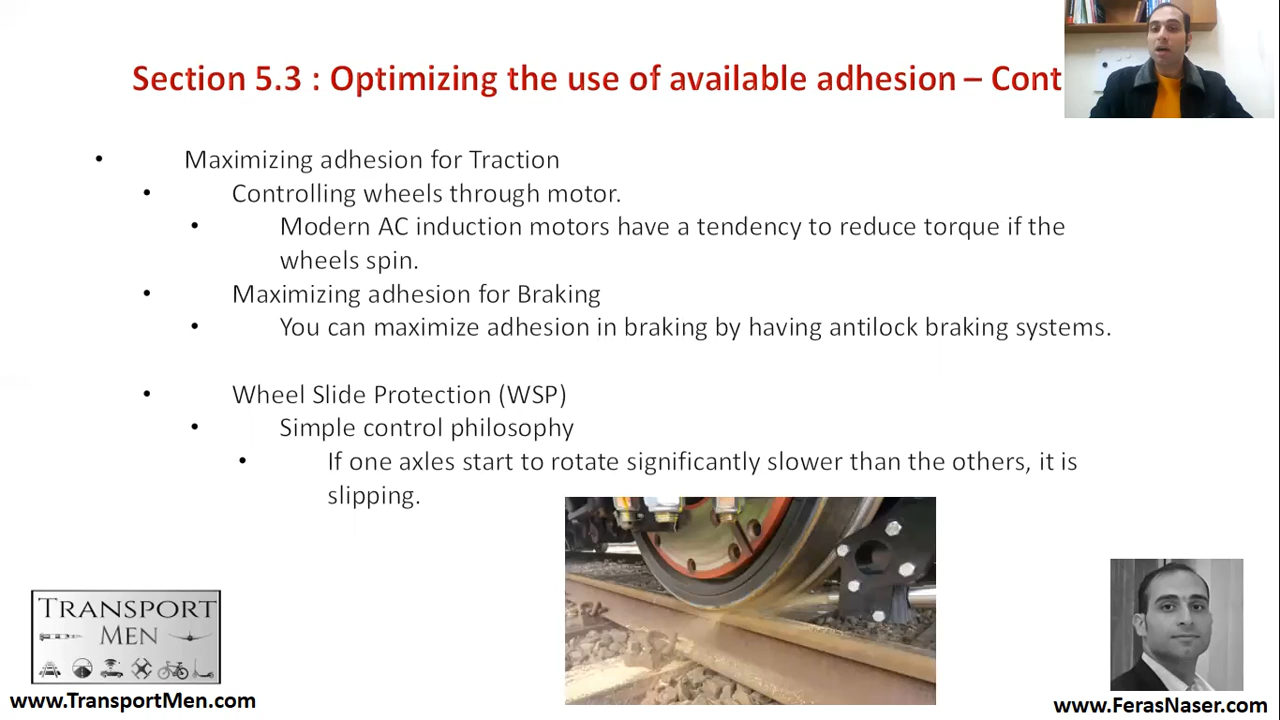 Section 5.3 : Optimizing the use of available adhesion – Cont
• Maximizing adhesion for Traction
• Controlling wheels through motor.
• Modern AC induction motors have a tendency to reduce torque if the
wheels spin.
• Maximizing adhesion for Braking
• You can maximize adhesion in braking by having antilock braking systems.
• Wheel Slide Protection (WSP)
• Simple control philosophy
• If one axles start to rotate significantly slower than the others, it is
slipping.
TRANSPORT
MEN
www.TransportMen.com
www.FerasNaser.com